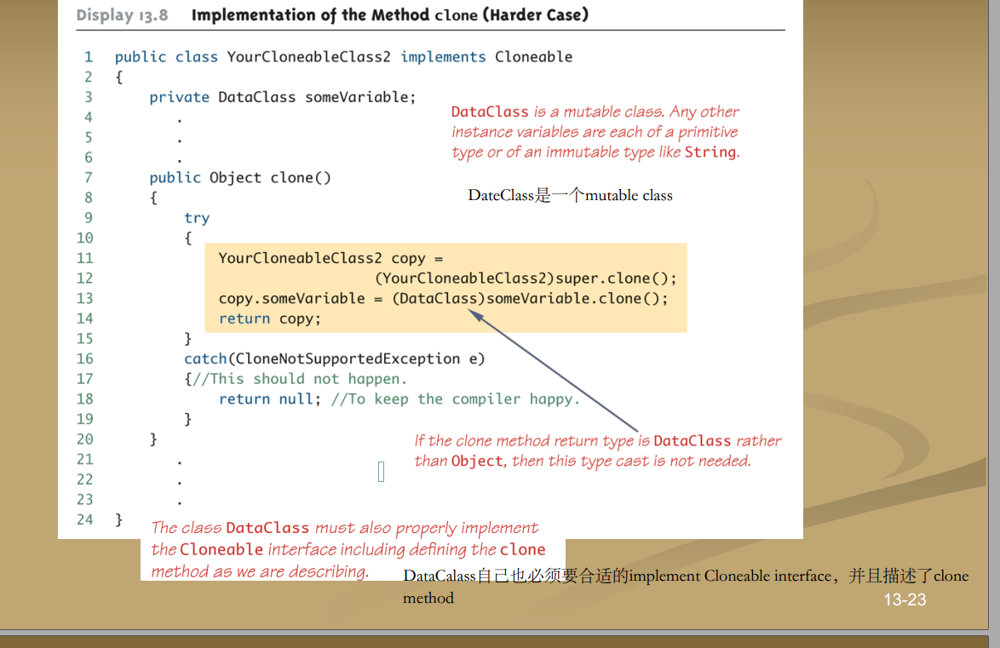 Display 13.8 Implementation of the Method clone (Harder Case)
1 public class YourCloneableClass2 implements Cloneable
2 {
3 private DataClass someVariable;
4 .
5 .
6 .
DataClass is a mutable class. Any other
instance variables are each of a primitive
type or of an immutable type like String.
7 public Object clone()
8 {
DateClass是一个mutable class
9 try
10 {
11 YourCloneableClass2 copy =
12 (YourCloneableClass2)super.clone();
13 copy.someVariable = (DataClass)someVariable.clone();
14 return copy;
15 }
16 catch(CloneNotSupportedException e)
17 {//This should not happen.
18 return null; //To keep the compiler happy.
19 }
20 }
If the clone method return type is DataClass rather
than Object, then this type cast is not needed.
21 .
22 .
23 .
24 }
The class DataClass must also properly implement
the Cloneable interface including defining the clone
method as we are describing.
DataCalass自己也必须要合适的implement Cloneable interface，并且描述了clone
method
13-23